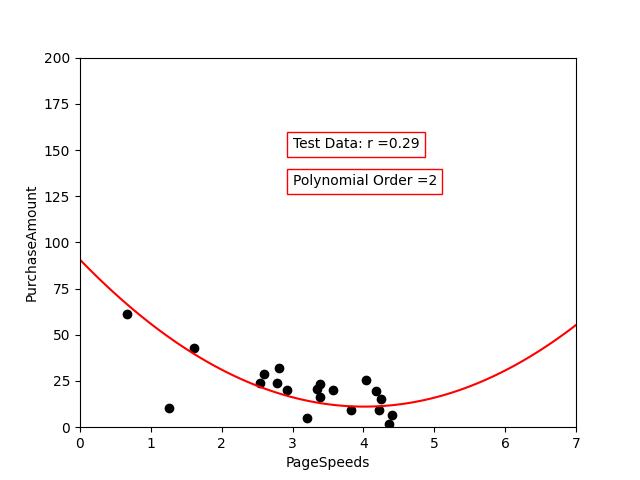 200
175
150
125
100
75
50
25
0
PurchaseAmount
Test Data: r =0.29
Polynomial Order =2
0 1 2 3 4 5 6 7
PageSpeeds